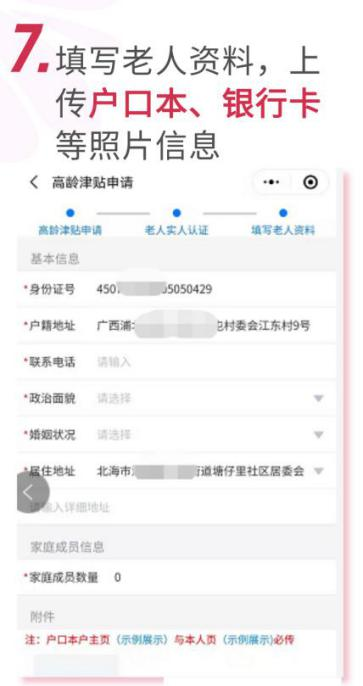 7.填写老人资料，上
传户口本、银行卡
等照片信息
高龄津贴申请
高龄津贴申请 老人实人认证 填写老人资料
基本信息
*身份证号 450 5050429
*户籍地址 广西浦 屯村委会江东村9号
*联系电话 请输入
*政治面貌 请选择
*婚姻状况 请选择
*居住地址 北海市 街道塘仔里社区居委会
请输入详细地址
家庭成员信息
*家庭成员数量 0
附件
注：户口本户主页（示例展示）与本人页（示例展示)必传